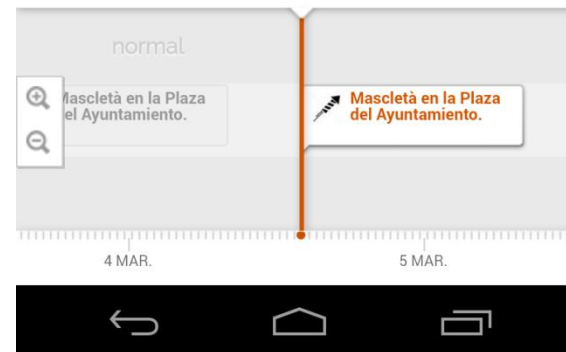 normal
Mascletà en la Plaza
del Ayuntamiento.
Mascletà en la Plaza
del Ayuntamiento.
4 MAR.
5 MAR.